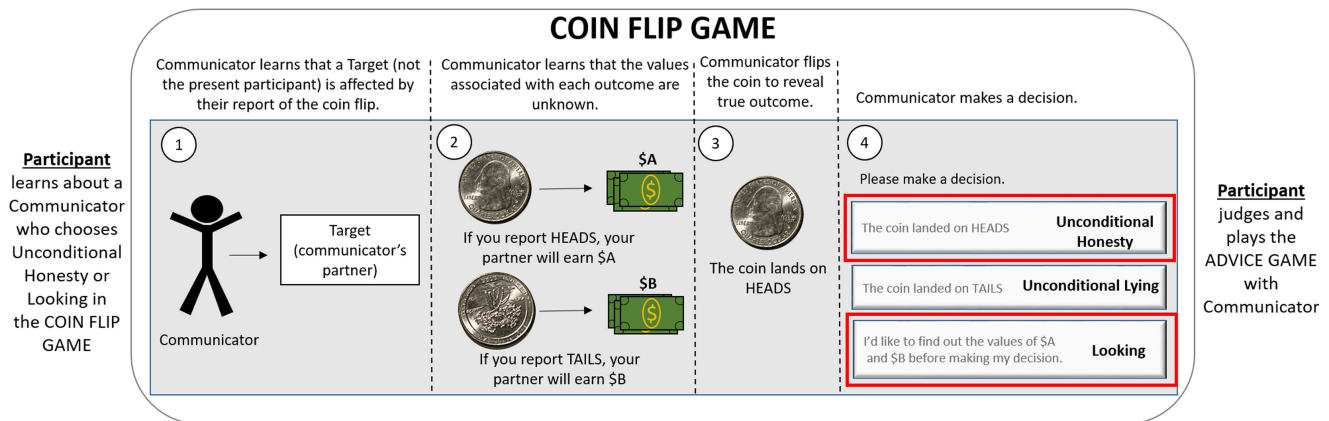 COIN FLIP GAME
Communicator learns that a Target (not
the present participant) is affected by
their report of the coin flip.
Communicator learns that the values
associated with each outcome are
unknown.
Communicator flips
the coin to reveal
true outcome.
Communicator makes a decision.
Participant
learns about a
Communicator
who chooses
Unconditional
Honesty or
Looking in
the COIN FLIP
GAME
1
Target
(communicator's
partner)
Communicator
2
$A
$
If you report HEADS, your
partner will earn $A
$B
$
If you report TAILS, your
partner will earn $B
3
The coin lands on
HEADS
4
Please make a decision.
The coin landed on HEADS
Unconditional
Honesty
The coin landed on TAILS
Unconditional Lying
I'd like to find out the values of $A
and $B before making my decision.
Looking
Participant
judges and
plays the
ADVICE GAME
with
Communicator